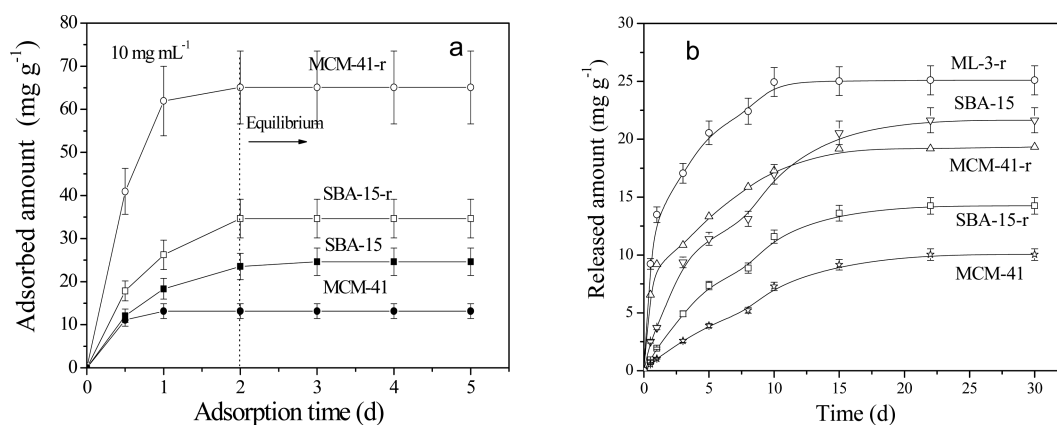 80
70
60
50
40
30
20
10
0
Adsorbed amount (mg g⁻¹)
10 mg mL⁻¹
a
MCM-41-r
Equilibrium
SBA-15-r
SBA-15
MCM-41
0 1 2 3 4 5
Adsorption time (d)
30
25
20
15
10
5
0
Released amount (mg g⁻¹)
b
ML-3-r
SBA-15
MCM-41-r
SBA-15-r
MCM-41
0 5 10 15 20 25 30
Time (d)